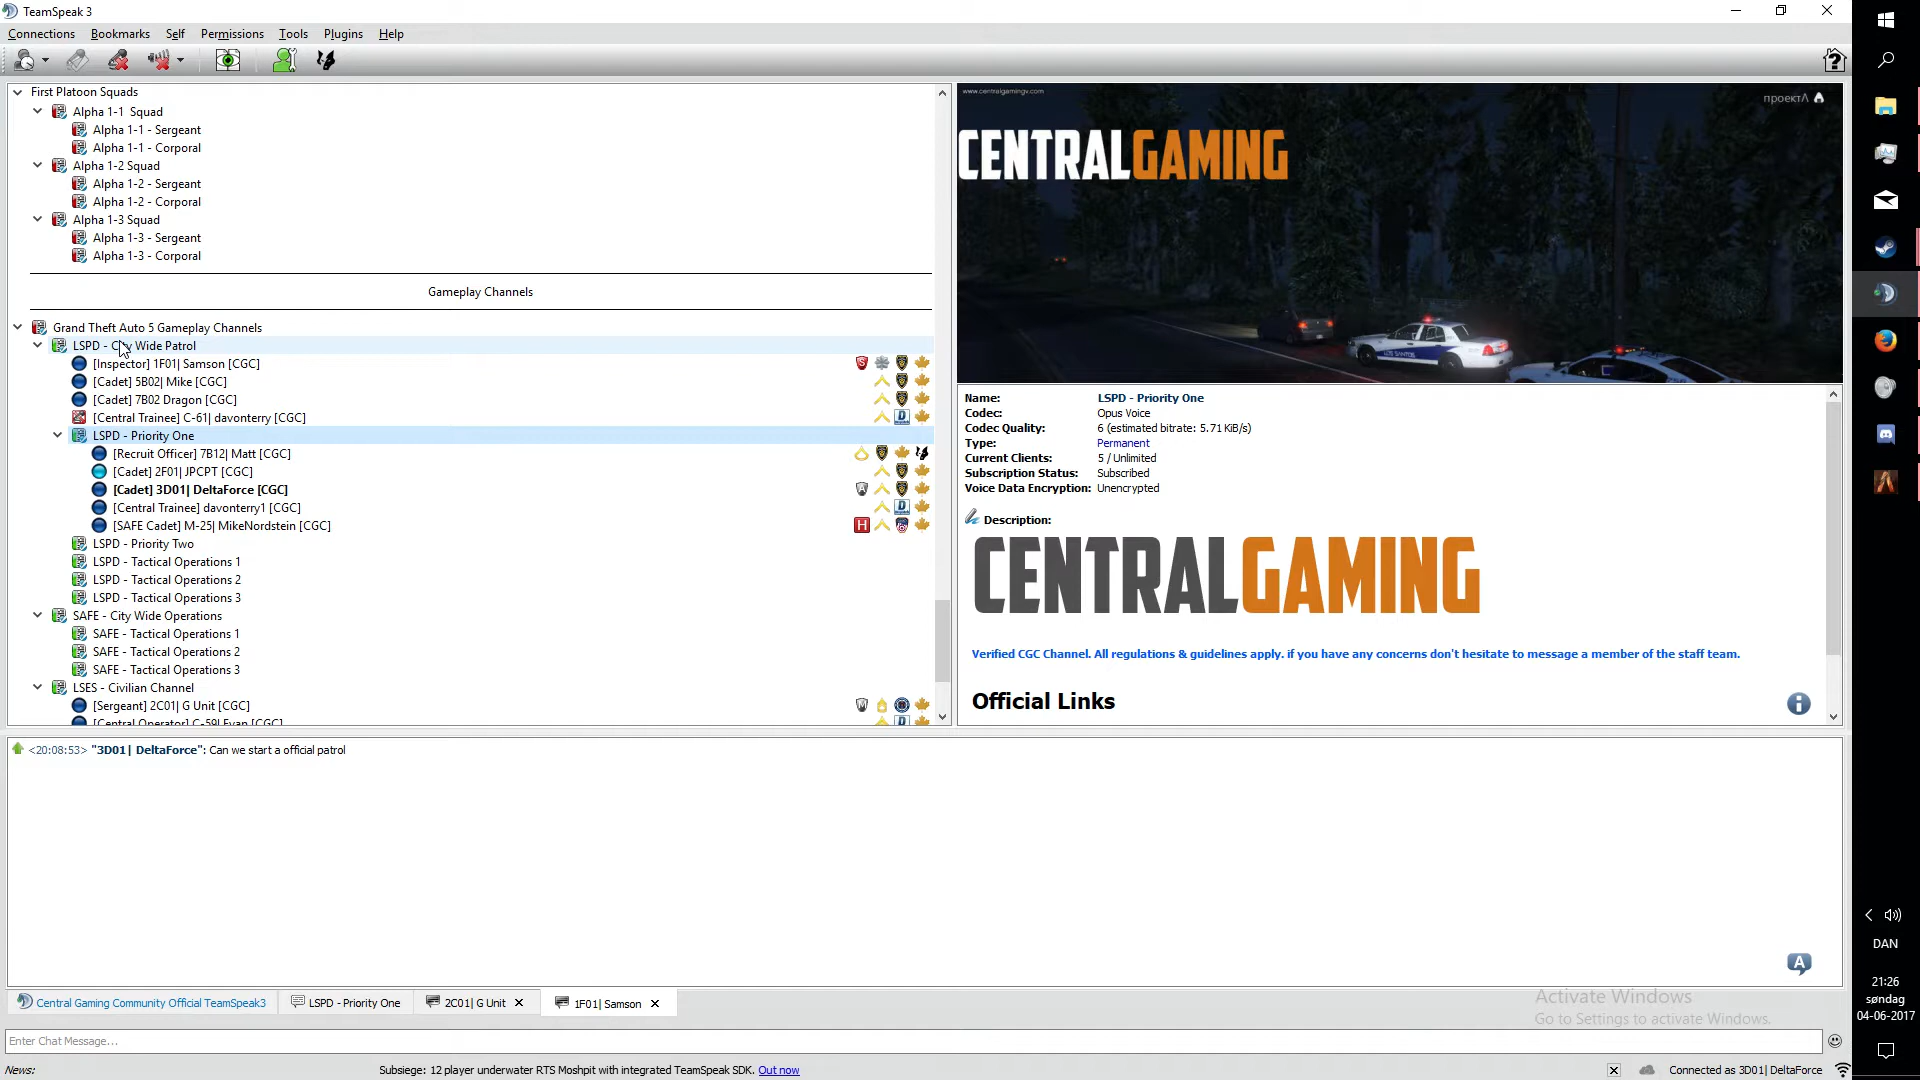 TeamSpeak 3
Connections Bookmarks Self Permissions Tools Plugins Help
First Platoon Squads
Alpha 1-1 Squad
Alpha 1-1 - Sergeant
Alpha 1-1 - Corporal
Alpha 1-2 Squad
Alpha 1-2 - Sergeant
Alpha 1-2 - Corporal
Alpha 1-3 Squad
Alpha 1-3 - Sergeant
Alpha 1-3 - Corporal
Gameplay Channels
Grand Theft Auto 5 Gameplay Channels
LSPD - City Wide Patrol
[Inspector] 1F01| Samson [CGC]
[Cadet] 5B02| Mike [CGC]
[Cadet] 7B02 Dragon [CGC]
[Central Trainee] C-61| davonterry [CGC]
LSPD - Priority One
[Recruit Officer] 7B12| Matt [CGC]
[Cadet] 2F01| JPCPT [CGC]
[Cadet] 3D01| DeltaForce [CGC]
[Central Trainee] davonterry1 [CGC]
[SAFE Cadet] M-25| MikeNordstein [CGC]
LSPD - Priority Two
LSPD - Tactical Operations 1
LSPD - Tactical Operations 2
LSPD - Tactical Operations 3
SAFE - City Wide Operations
SAFE - Tactical Operations 1
SAFE - Tactical Operations 2
SAFE - Tactical Operations 3
LSES - Civilian Channel
[Sergeant] 2C01| G Unit [CGC]
[Central Operator] C-59| Evan [CGC]
www.centralgamingv.com
проектΛ
CENTRALGAMING
LOS SANTOS
Name: LSPD - Priority One
Codec: Opus Voice
Codec Quality: 6 (estimated bitrate: 5.71 KiB/s)
Type: Permanent
Current Clients: 5 / Unlimited
Subscription Status: Subscribed
Voice Data Encryption: Unencrypted
Description:
CENTRALGAMING
Verified CGC Channel. All regulations & guidelines apply. if you have any concerns don't hesitate to message a member of the staff team.
Official Links
<20:08:53> "3D01| DeltaForce": Can we start a official patrol
Central Gaming Community Official TeamSpeak3
LSPD - Priority One
2C01| G Unit
1F01| Samson
Activate Windows
Go to Settings to activate Windows.
Enter Chat Message...
News:
Subsiege: 12 player underwater RTS Moshpit with integrated TeamSpeak SDK. Out now
Connected as 3D01| DeltaForce
DAN
21:26
søndag
04-06-2017